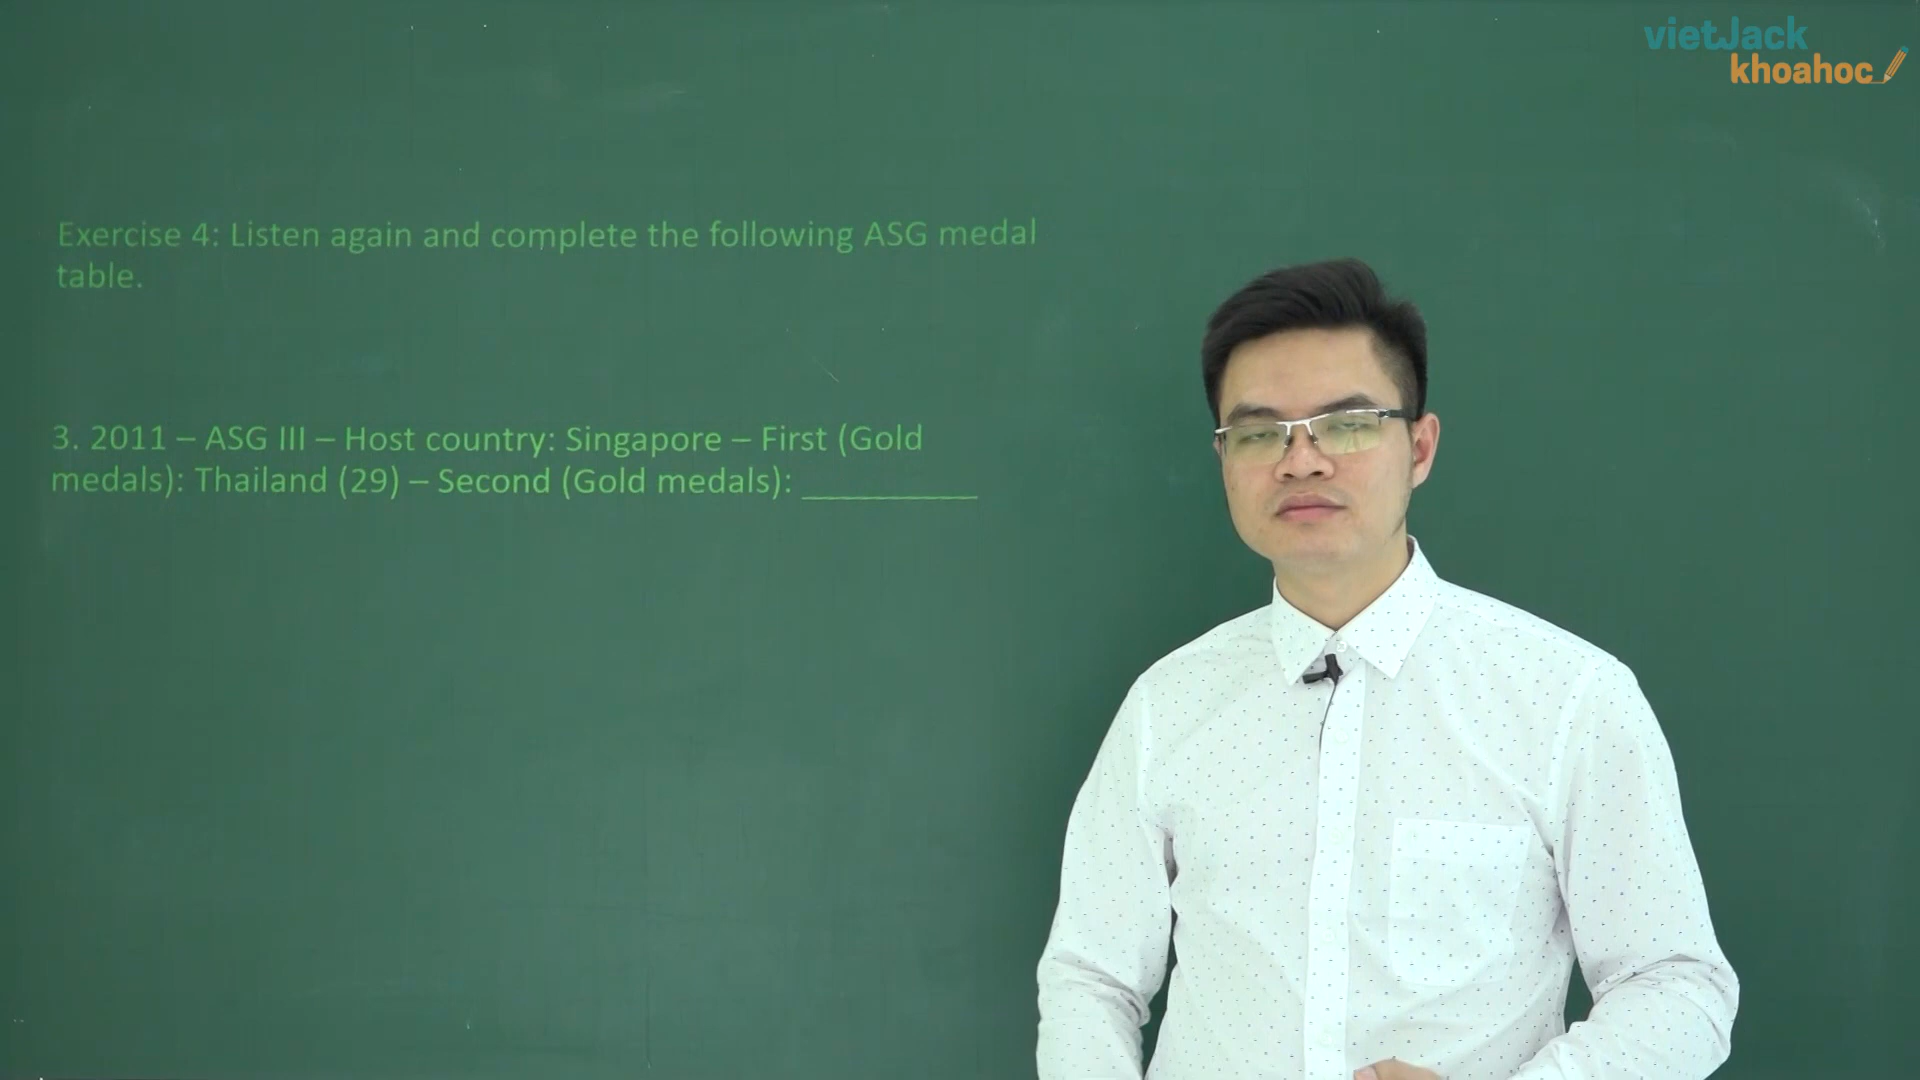 vietJack
khoahoc
Exercise 4: Listen again and complete the following ASG medal
table.
3. 2011 – ASG III – Host country: Singapore – First (Gold
medals): Thailand (29) – Second (Gold medals): __________